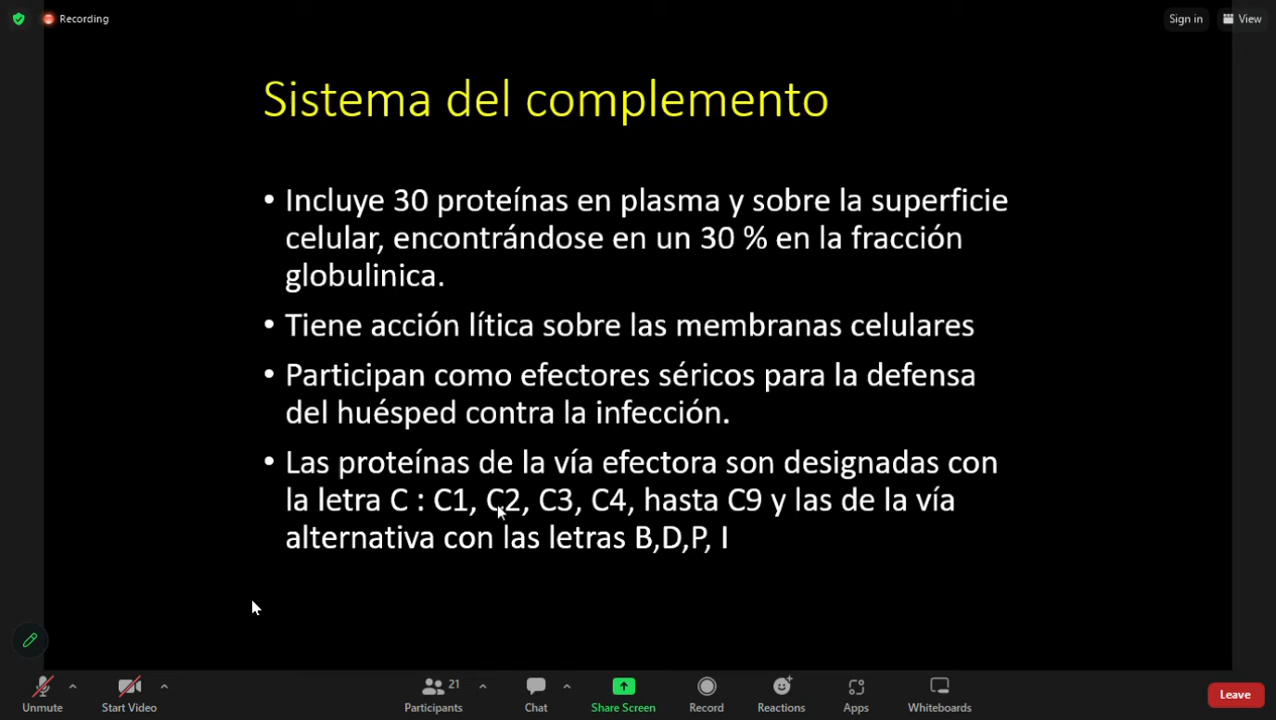 Recording
Sign in
View
Sistema del complemento
• Incluye 30 proteínas en plasma y sobre la superficie
celular, encontrándose en un 30 % en la fracción
globulinica.
• Tiene acción lítica sobre las membranas celulares
• Participan como efectores séricos para la defensa
del huésped contra la infección.
• Las proteínas de la vía efectora son designadas con
la letra C : C1, C2, C3, C4, hasta C9 y las de la vía
alternativa con las letras B,D,P, I
Unmute
Start Video
21
Participants
Chat
Share Screen
Record
Reactions
Apps
Whiteboards
Leave